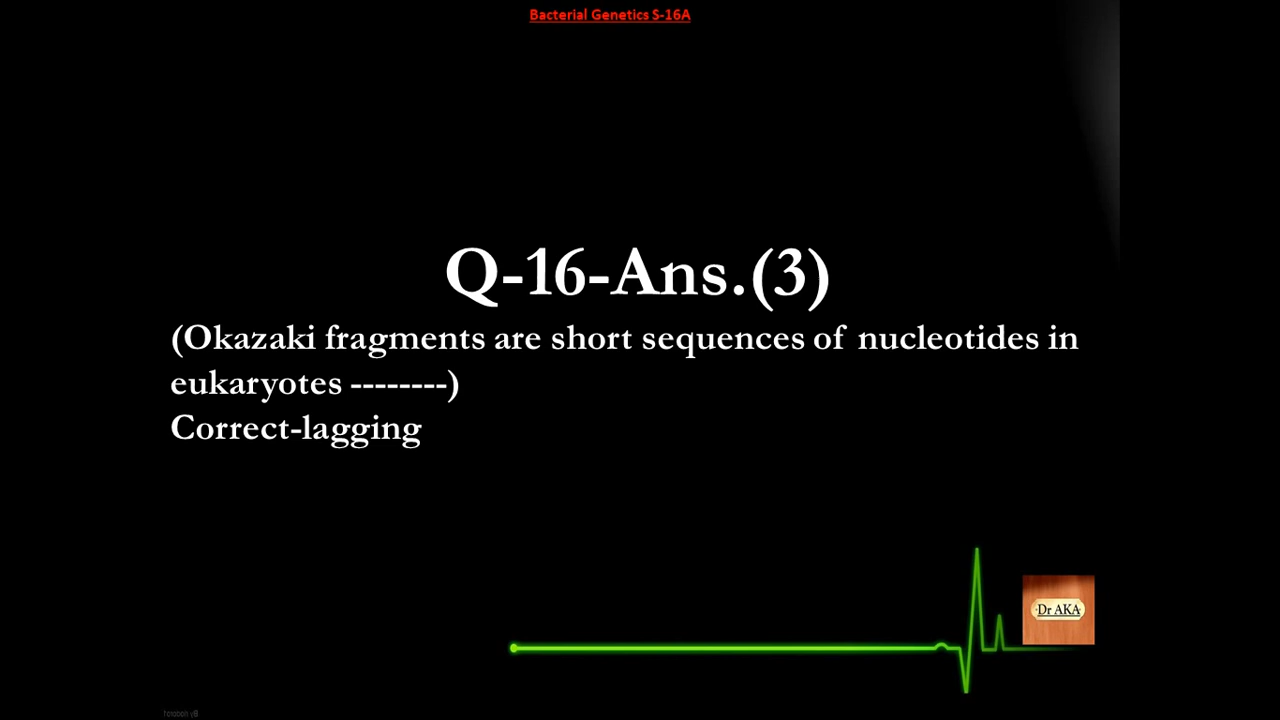 Bacterial Genetics S-16A
Q-16-Ans.(3)
(Okazaki fragments are short sequences of nucleotides in
eukaryotes --------)
Correct-lagging
Dr AKA